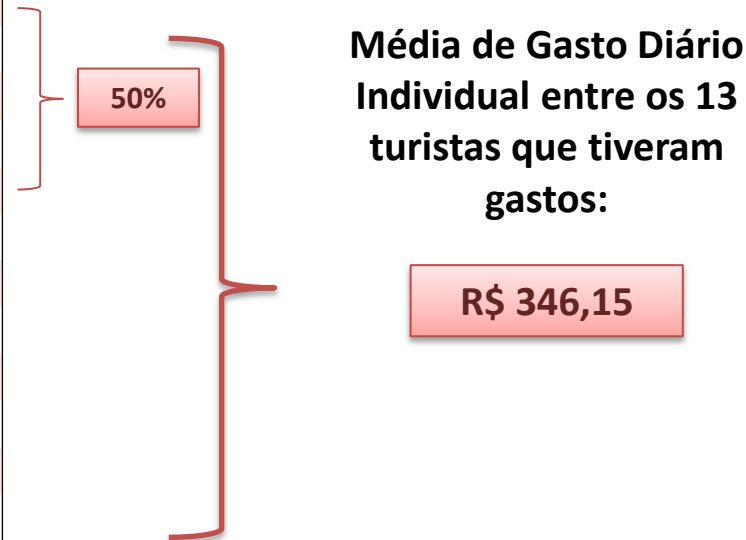 50%
Média de Gasto Diário
Individual entre os 13
turistas que tiveram
gastos:
R$ 346,15